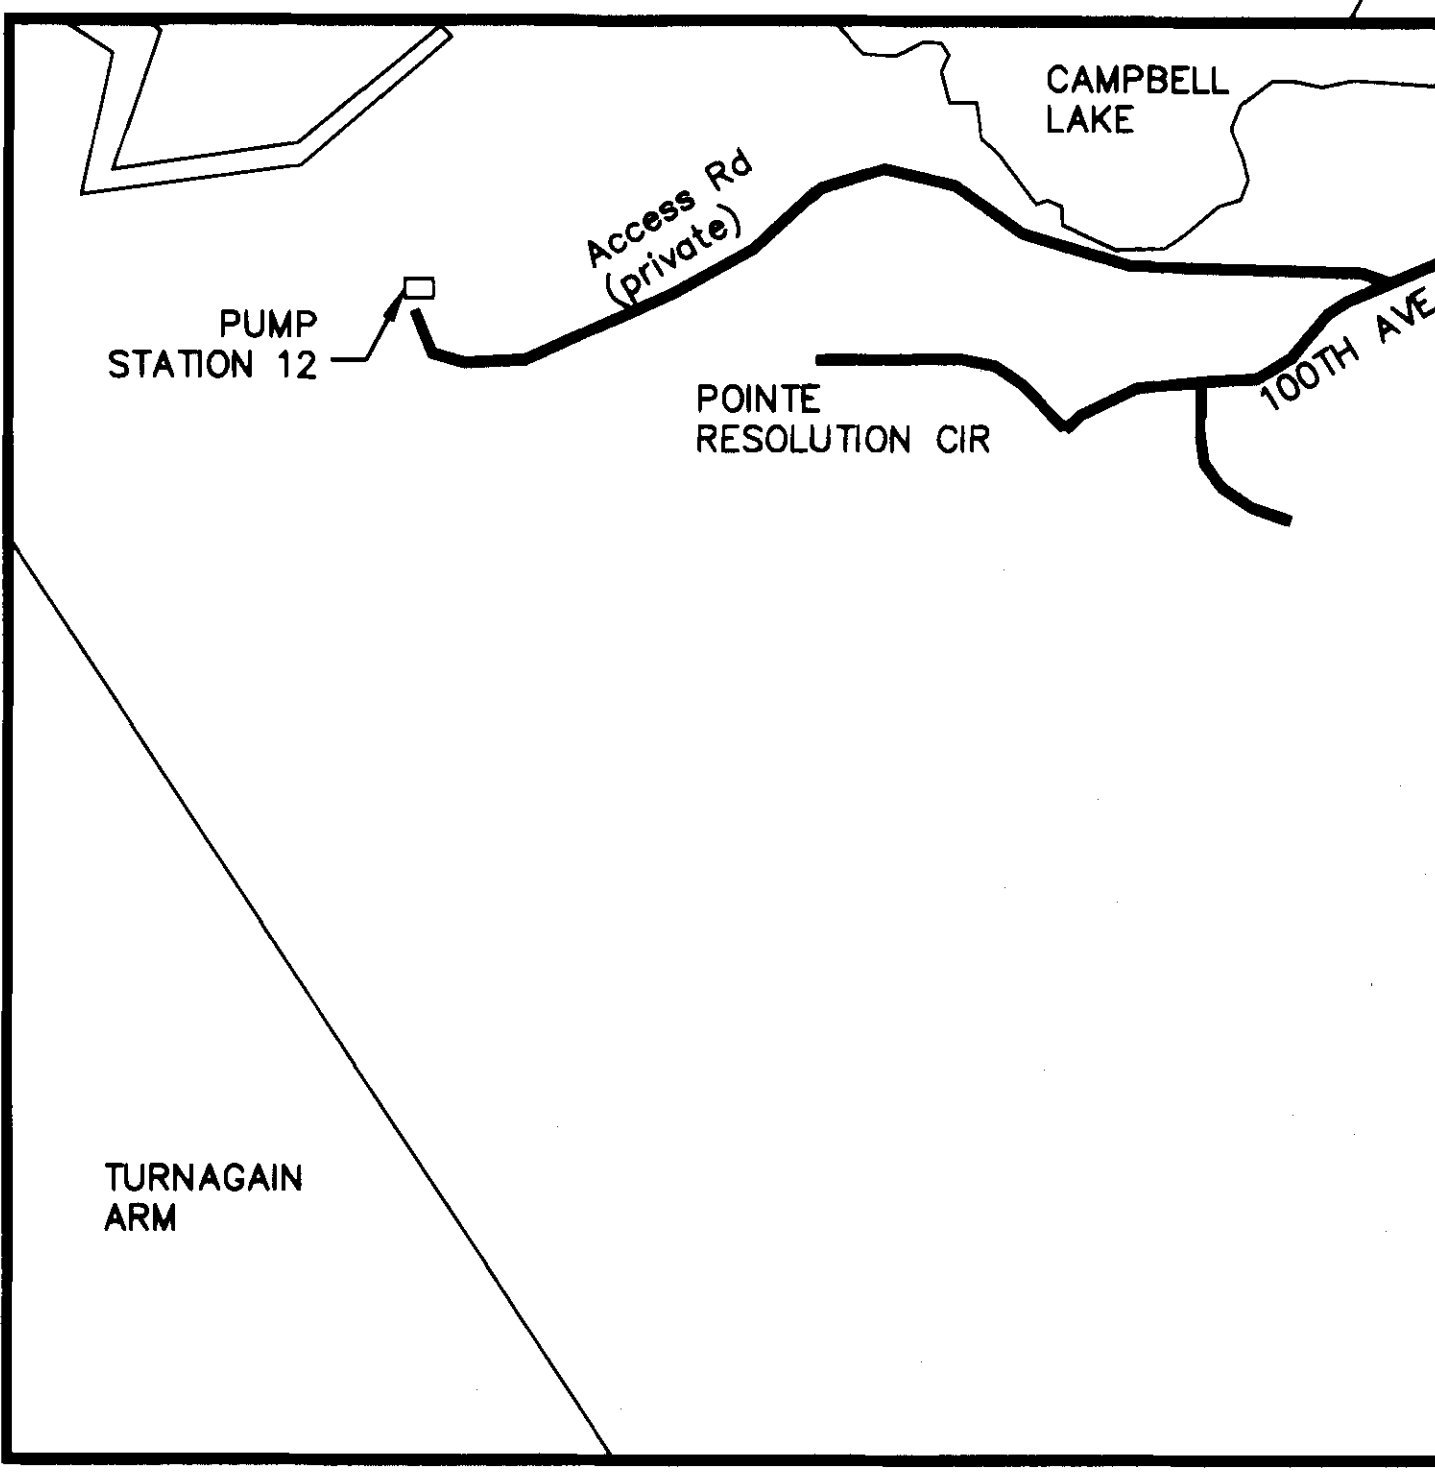 CAMPBELL
LAKE
Access Rd
(private)
PUMP
STATION 12
100TH AVE
POINTE
RESOLUTION CIR
TURNAGAIN
ARM